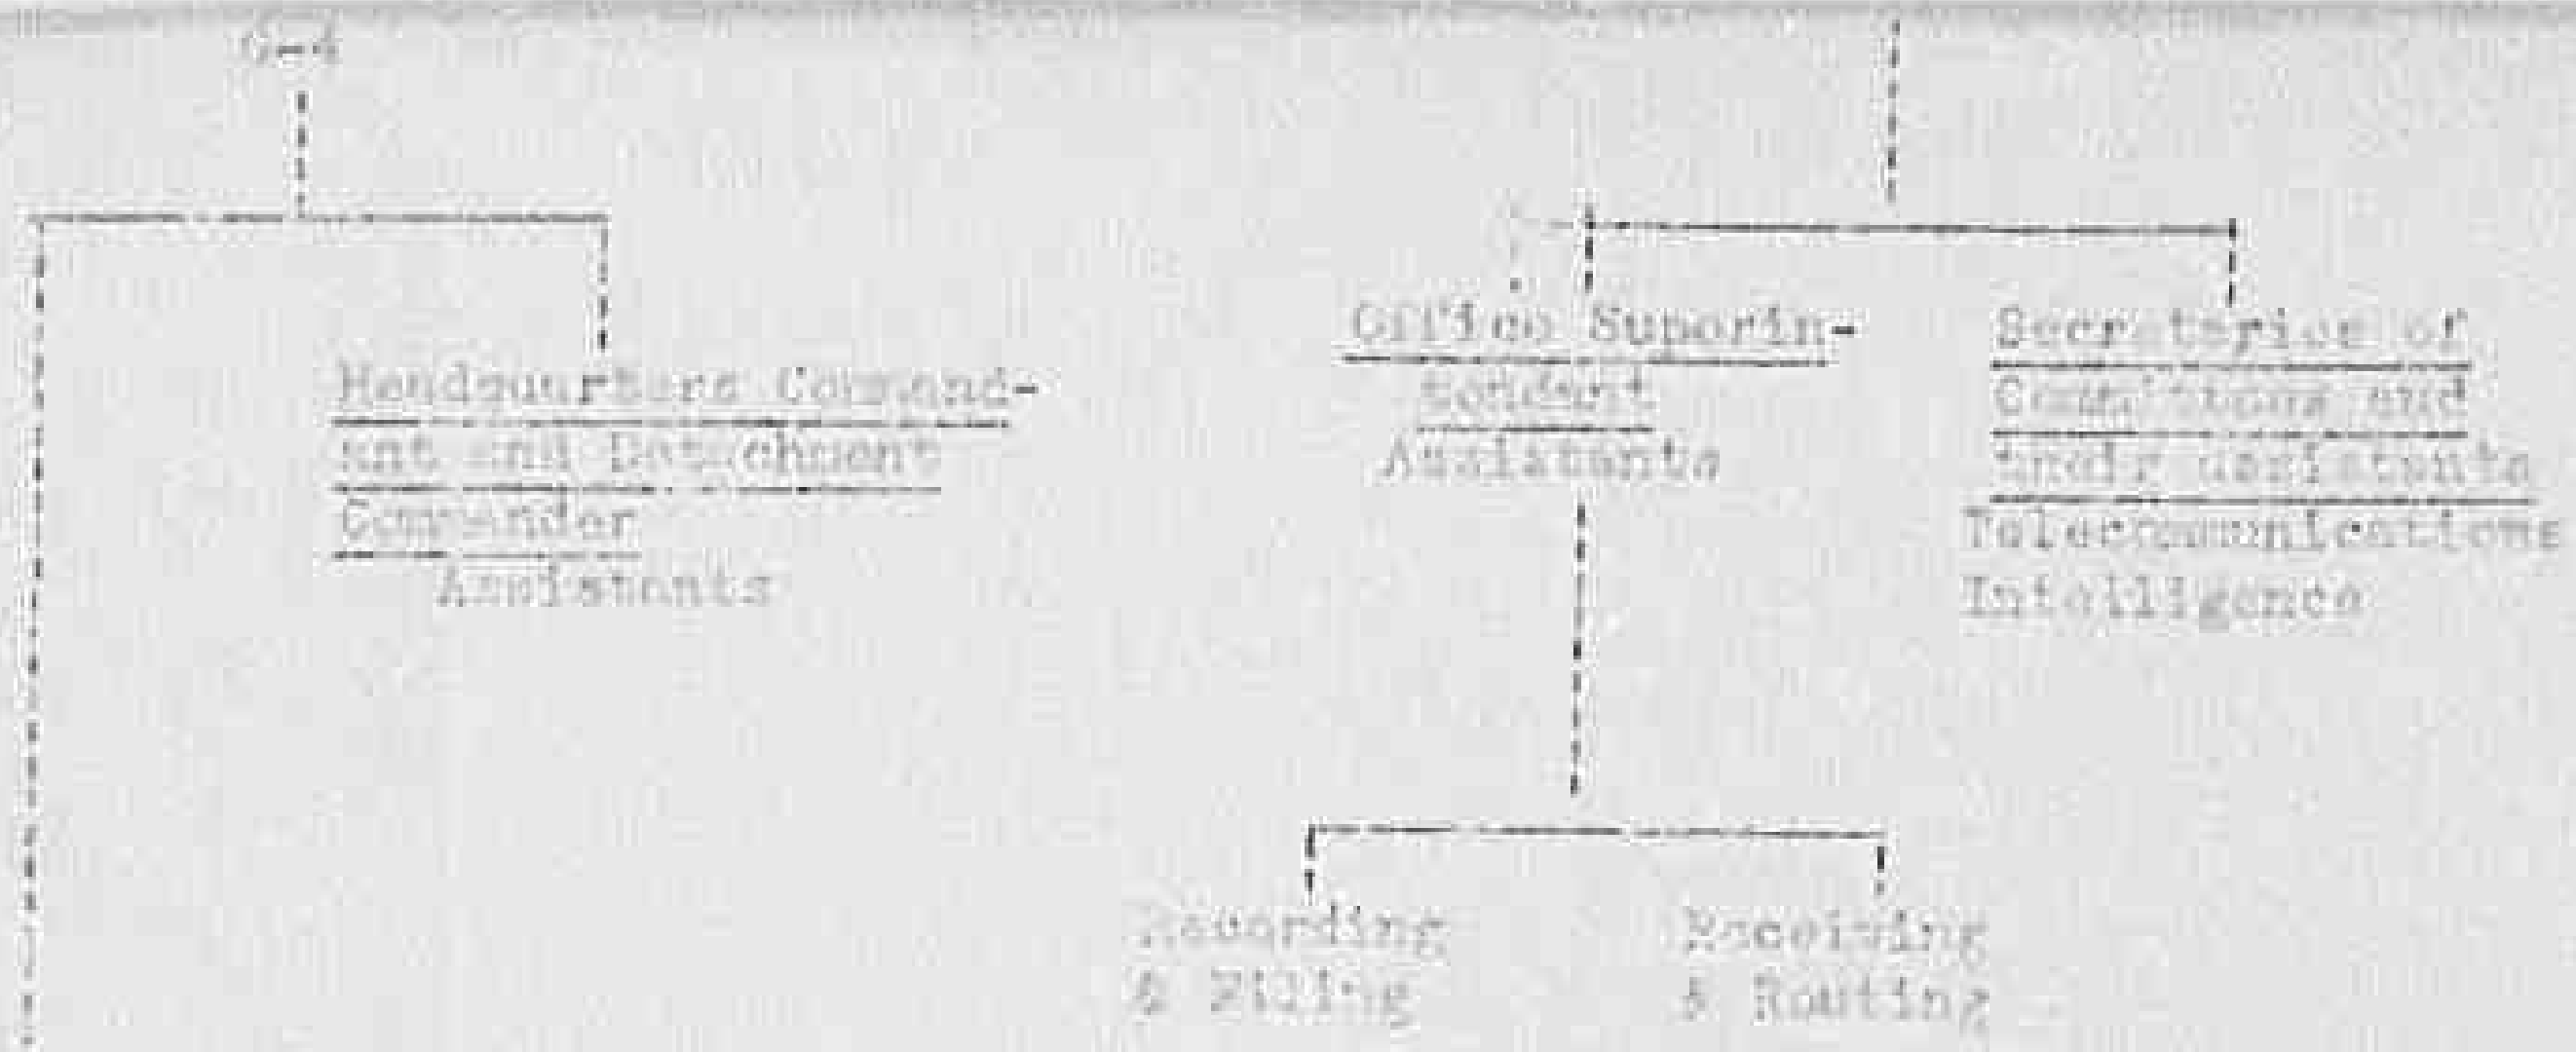 G-4
Headquarters Command-
ant and Detachment
Commander
Assistants
Office Superin-
tendent
Assistants
Secretaries of
Committees and
their assistants
Telecommunications
Intelligence
Recording
& Filing
Receiving
& Routing